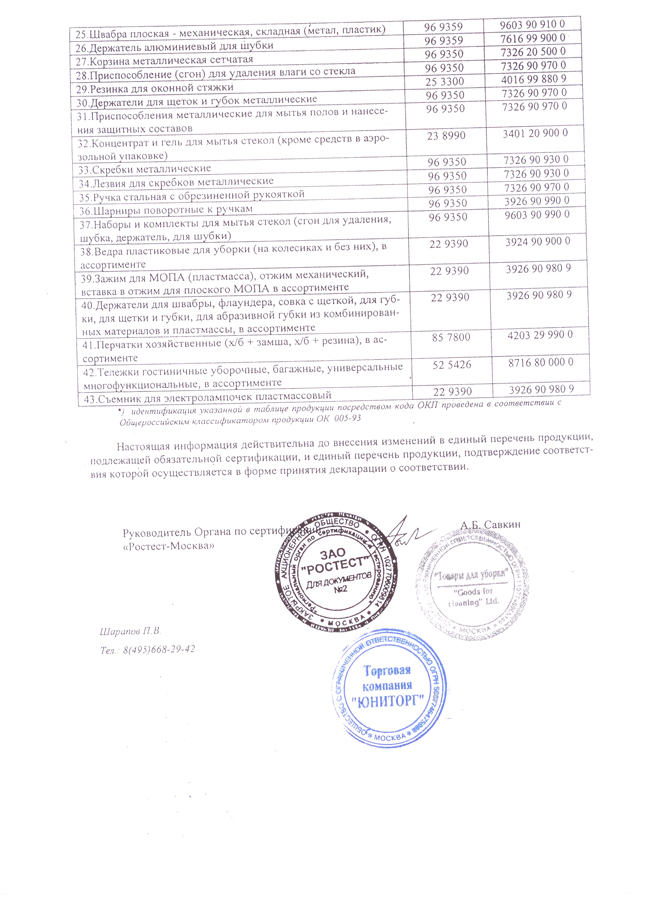 25.Швабра плоская - механическая, складная (метал, пластик) 96 9359 9603 90 910 0
26.Держатель алюминиевый для шубки 96 9359 7616 99 900 0
27.Корзина металлическая сетчатая 96 9350 7326 20 500 0
28.Приспособление (сгон) для удаления влаги со стекла 96 9350 7326 90 970 0
29.Резинка для оконной стяжки 25 3300 4016 99 880 9
30.Держатели для щеток и губок металлические 96 9350 7326 90 970 0
31.Приспособления металлические для мытья полов и нанесе- 96 9350 7326 90 970 0
ния защитных составов
32.Концентрат и гель для мытья стекол (кроме средств в аэро- 23 8990 3401 20 900 0
зольной упаковке)
33.Скребки металлические 96 9350 7326 90 930 0
34.Лезвия для скребков металлические 96 9350 7326 90 930 0
35.Ручка стальная с обрезиненной рукояткой 96 9350 7326 90 970 0
36.Шарниры поворотные к ручкам 96 9350 3926 90 990 0
37.Наборы и комплекты для мытья стекол (сгон для удаления, 96 9350 9603 90 990 0
шубка, держатель, для шубки)
38.Ведра пластиковые для уборки (на колесиках и без них), в 22 9390 3924 90 900 0
ассортименте
39.Зажим для МОПА (пластмасса), отжим механический, 22 9390 3926 90 980 9
вставка в отжим для плоского МОПА в ассортименте
40.Держатели для швабры, флаундера, совка с щеткой, для губ- 22 9390 3926 90 980 9
ки, для щетки и губки, для абразивной губки из комбинирован-
ных материалов и пластмассы, в ассортименте
41.Перчатки хозяйственные (х/б + замша, х/б + резина), в ас- 85 7800 4203 29 990 0
сортименте
42.Тележки гостиничные уборочные, багажные, универсальные 52 5426 8716 80 000 0
многофункциональные, в ассортименте
43.Съемник для электролампочек пластмассовый 22 9390 3926 90 980 9
*) идентификация указанной в таблице продукции посредством кода ОКП проведена в соответствии с
Общероссийским классификатором продукции ОК 005-93
Настоящая информация действительна до внесения изменений в единый перечень продукции,
подлежащей обязательной сертификации, и единый перечень продукции, подтверждение соответст-
вия которой осуществляется в форме принятия декларации о соответствии.
Руководитель Органа по сертификации А.Б. Савкин
«Ростест-Москва»
ЗАО
"РОСТЕСТ"
ДЛЯ ДОКУМЕНТОВ
№2
МОСКВА
"Товары для уборки"
"Goods for
cleaning" Ltd.
МОСКВА
Шарапов П.В.
Тел.: 8(495)668-29-42
Торговая
компания
"ЮНИТОРГ"
МОСКВА